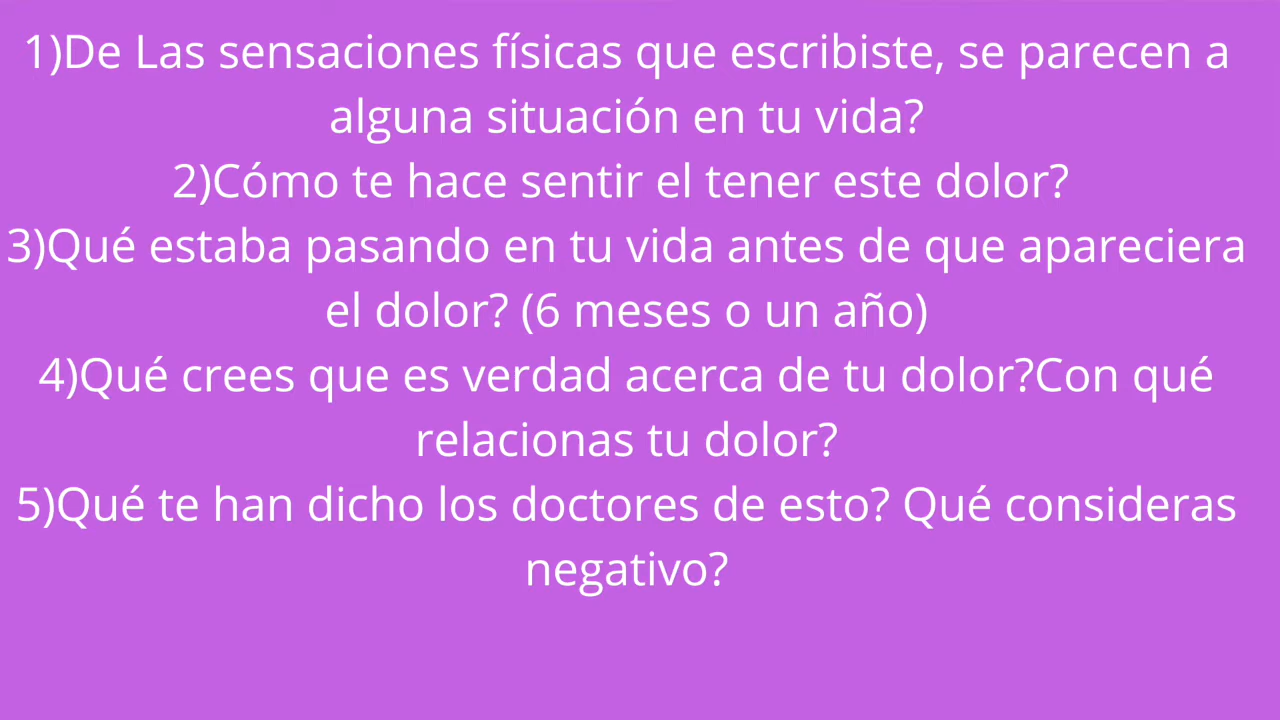 1)De Las sensaciones físicas que escribiste, se parecen a
alguna situación en tu vida?
2)Cómo te hace sentir el tener este dolor?
3)Qué estaba pasando en tu vida antes de que apareciera
el dolor? (6 meses o un año)
4)Qué crees que es verdad acerca de tu dolor?Con qué
relacionas tu dolor?
5)Qué te han dicho los doctores de esto? Qué consideras
negativo?